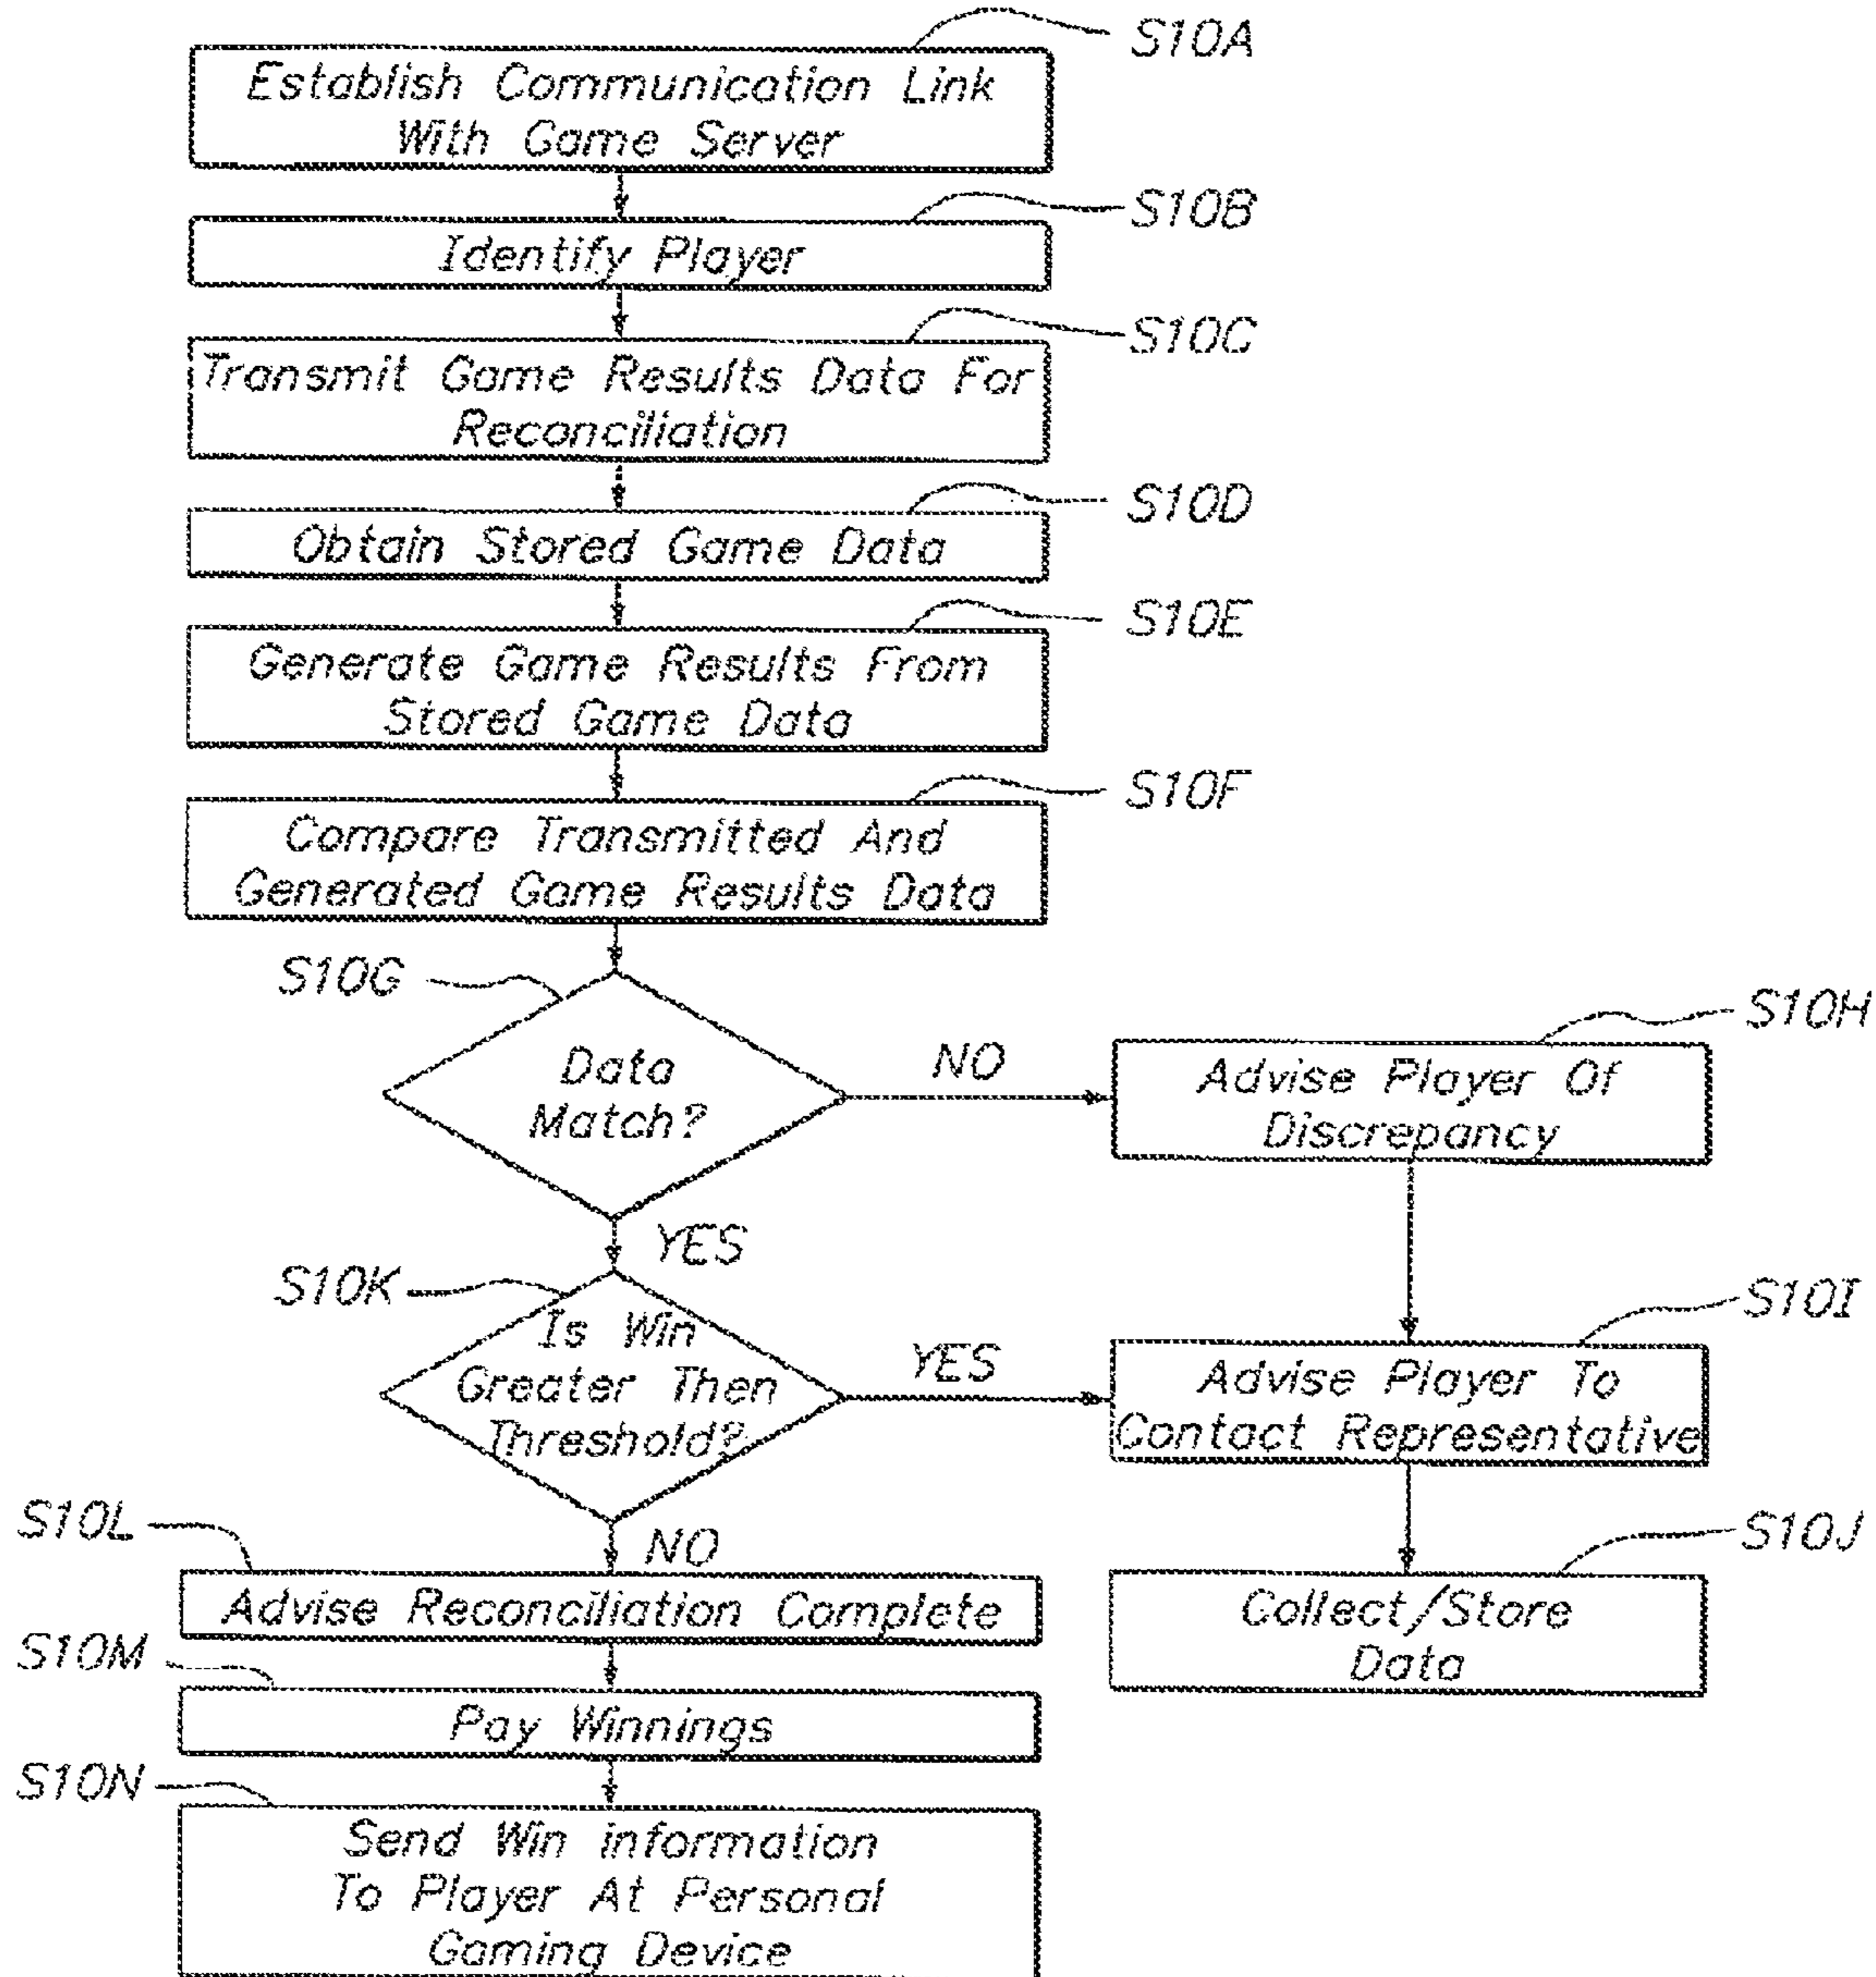 S10A
Establish Communication Link
With Game Server
S10B
Identify Player
S10C
Transmit Game Results Data For
Reconciliation
S10D
Obtain Stored Game Data
S10E
Generate Game Results From
Stored Game Data
S10F
Compare Transmitted And
Generated Game Results Data
S10G
Data
Match?
NO
S10H
Advise Player Of
Discrepancy
YES
S10K
Is Win
Greater Then
Threshold?
YES
S10I
Advise Player To
Contact Representative
NO
S10J
Collect/Store
Data
S10L
Advise Reconciliation Complete
S10M
Pay Winnings
S10N
Send Win information
To Player At Personal
Gaming Device